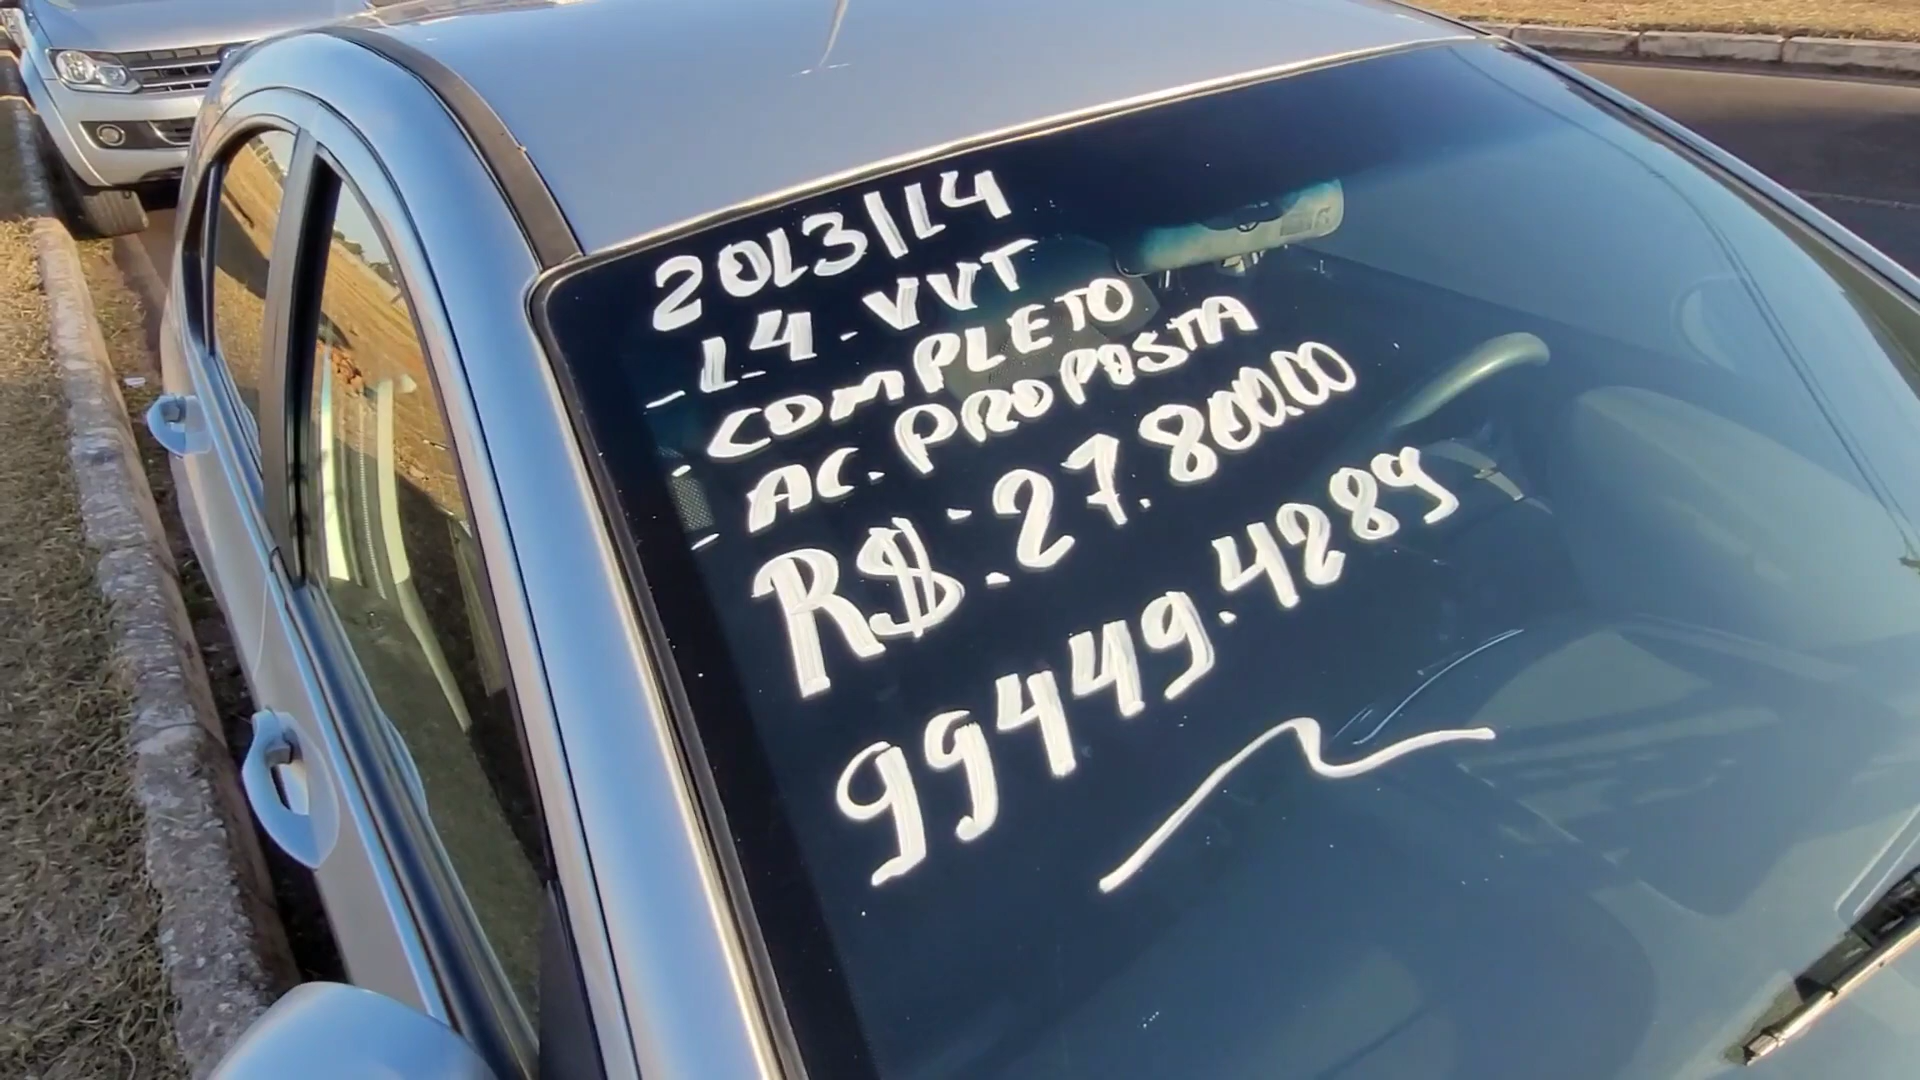 2013/14
- 1.4 - VVT
- COMPLETO
- AC. PROPOSTA
R$: 27.800.00
99449.4289